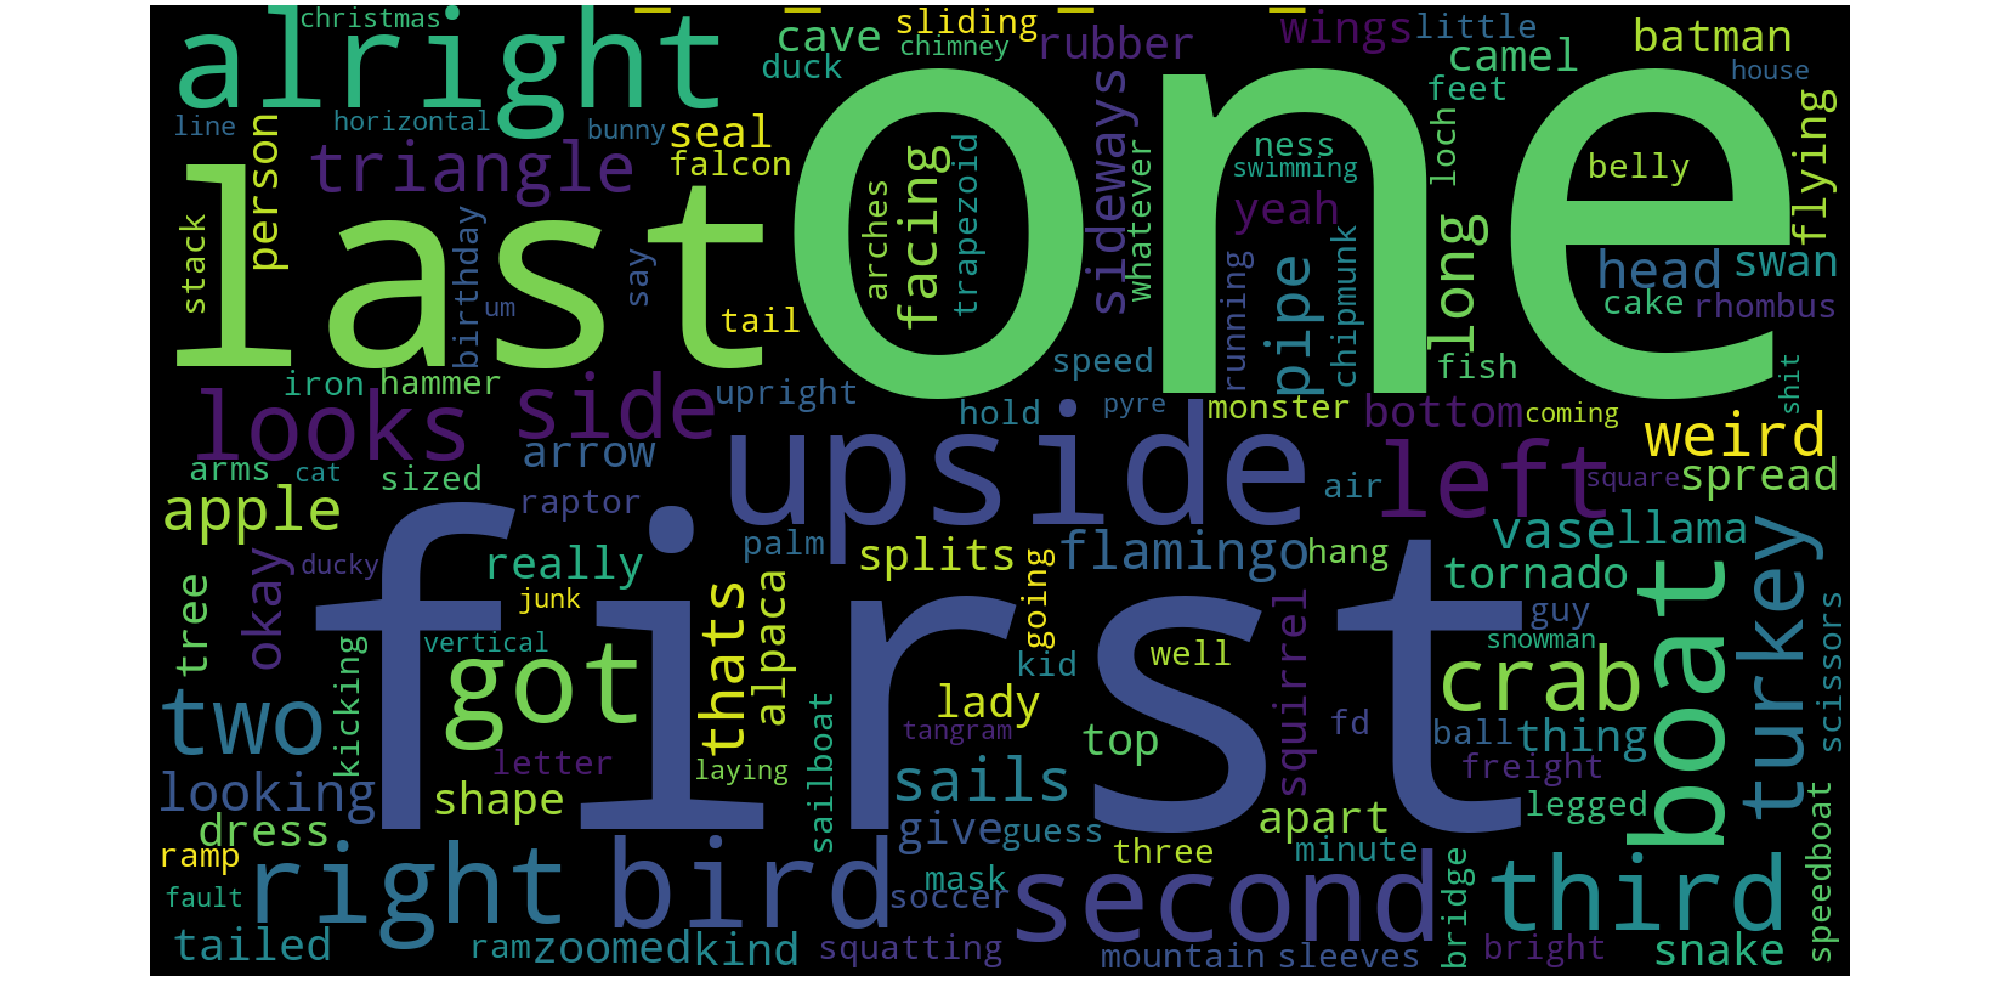 christmas
alright
cave
sliding
chimney
duck
rubber
wings
little
camel
batman
house
feet
line
horizontal
bunny
seal
falcon
person
triangle
one
last
stack
birthday
um
say
tail
arches
facing
trapezoid
sideways
whatever
ness
swimming
yeah
loch
belly
flying
head
swan
cake
rhombus
long
pipe
chipmunk
running
speed
fish
shit
iron
hammer
looks
side
upright
hold
pyre
monster
bottom
coming
weird
arms
cat
sized
arrow
upside
air
left
square
spread
apple
raptor
palm
splits
flamingo
hang
vase
llama
turkey
okay
ducky
really
junk
first
tree
thats
alpaca
going
tornado
boat
guy
snowman
scissors
vertical
got
kid
well
squirrel
crab
two
kicking
lady
tangram
top
fd
ball
thing
letter
laying
sailboat
sails
freight
looking
shape
give
guess
apart
legged
speedboat
dress
ramp
right
bird
three
minute
mask
soccer
second
bridge
third
fault
tailed
ram
zoomed
kind
squatting
mountain
sleeves
bright
snake